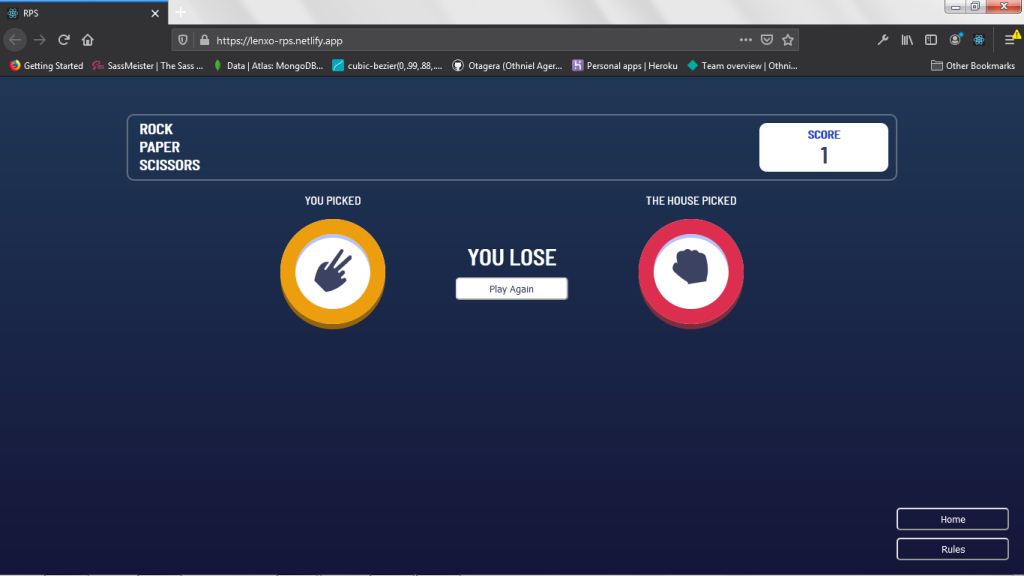 RPS
https://lenxo-rps.netlify.app
Getting Started SassMeister | The Sass ... Data | Atlas: MongoDB... cubic-bezier(0,.99,.88,.... Otagera (Othniel Ager... Personal apps | Heroku Team overview | Othni... Other Bookmarks
ROCK
PAPER
SCISSORS
SCORE
1
YOU PICKED
THE HOUSE PICKED
YOU LOSE
Play Again
Home
Rules